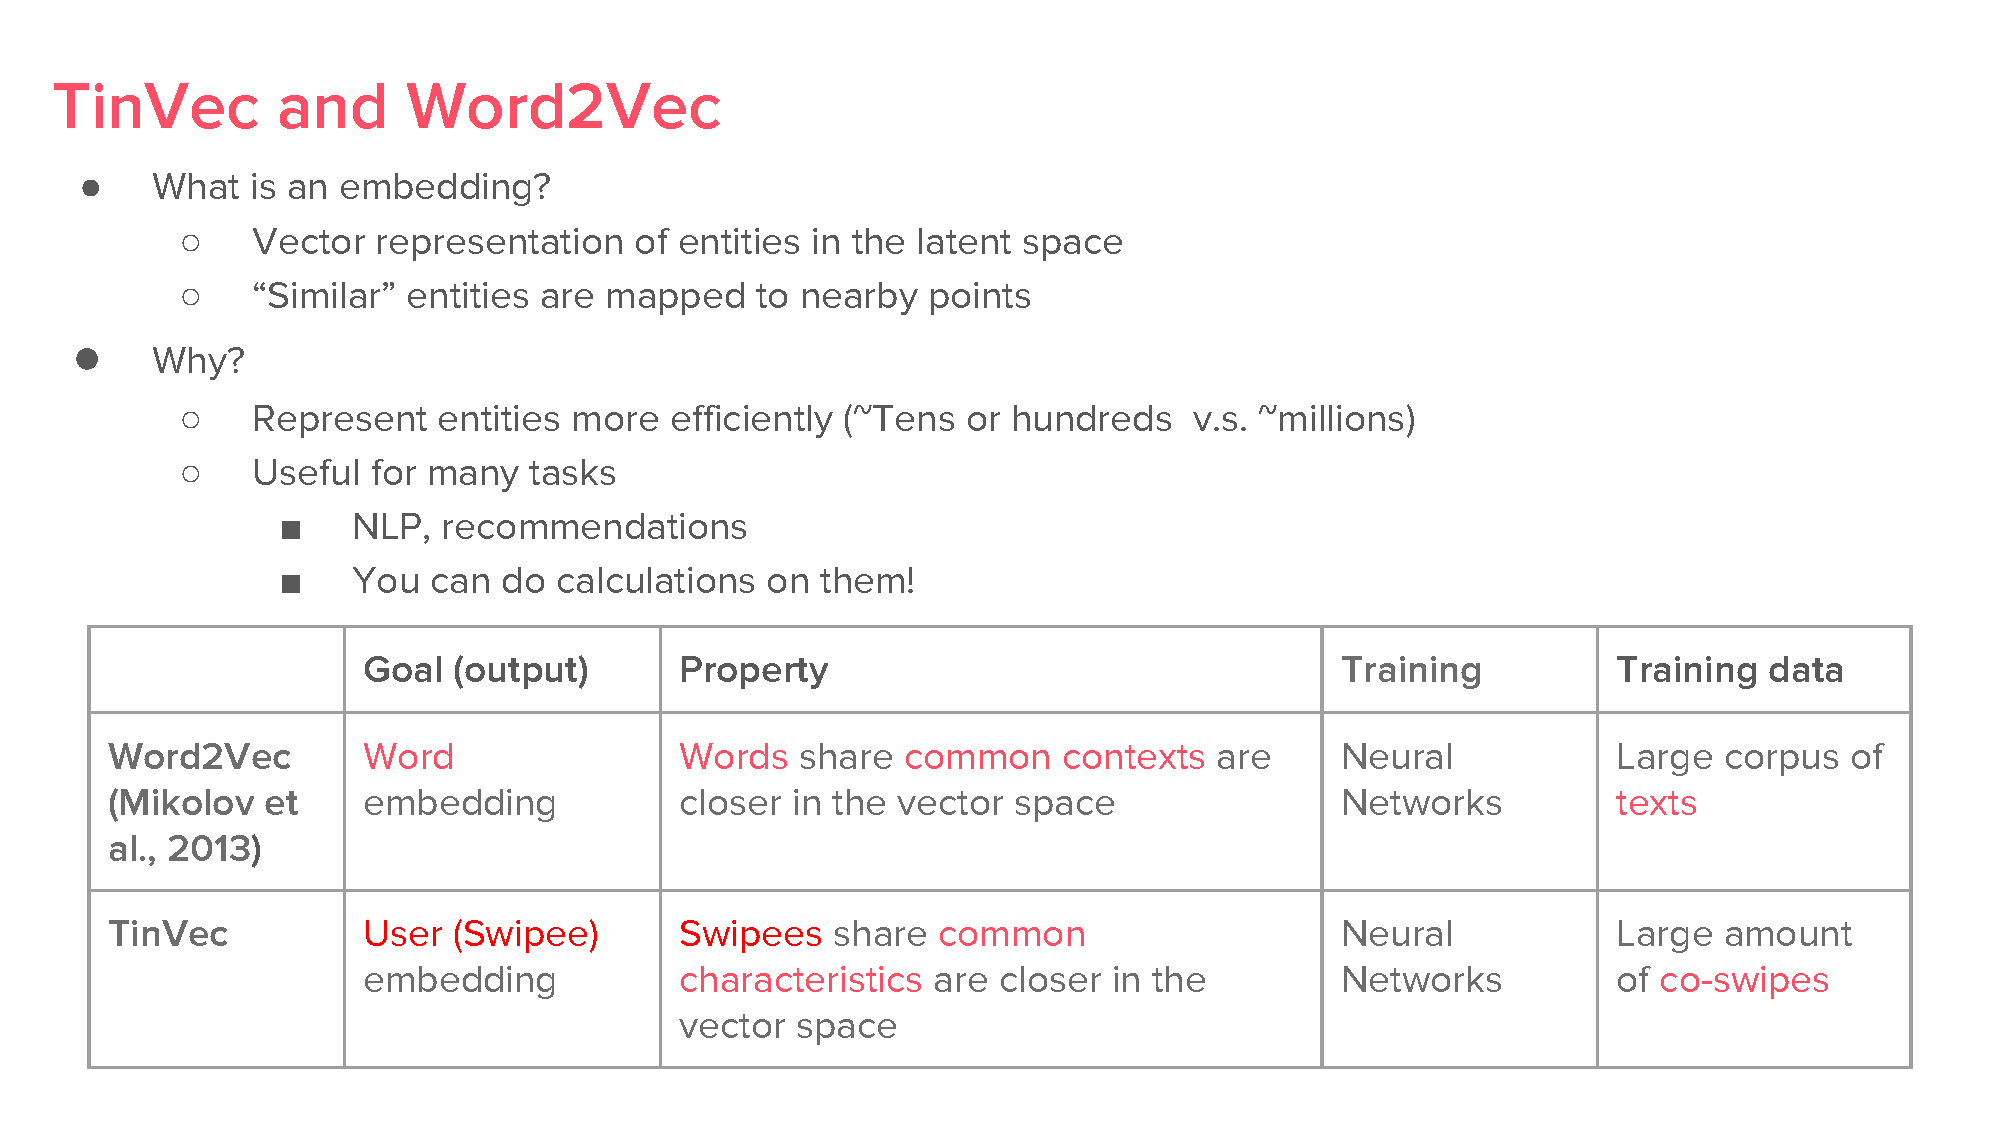 TinVec and Word2Vec
● What is an embedding?
○ Vector representation of entities in the latent space
○ “Similar” entities are mapped to nearby points
● Why?
○ Represent entities more efficiently (~Tens or hundreds v.s. ~millions)
○ Useful for many tasks
■ NLP, recommendations
■ You can do calculations on them!
Goal (output) Property Training Training data
Word2Vec Word Words share common contexts are Neural Large corpus of
(Mikolov et embedding closer in the vector space Networks texts
al., 2013)
TinVec User (Swipee) Swipees share common Neural Large amount
embedding characteristics are closer in the Networks of co-swipes
vector space